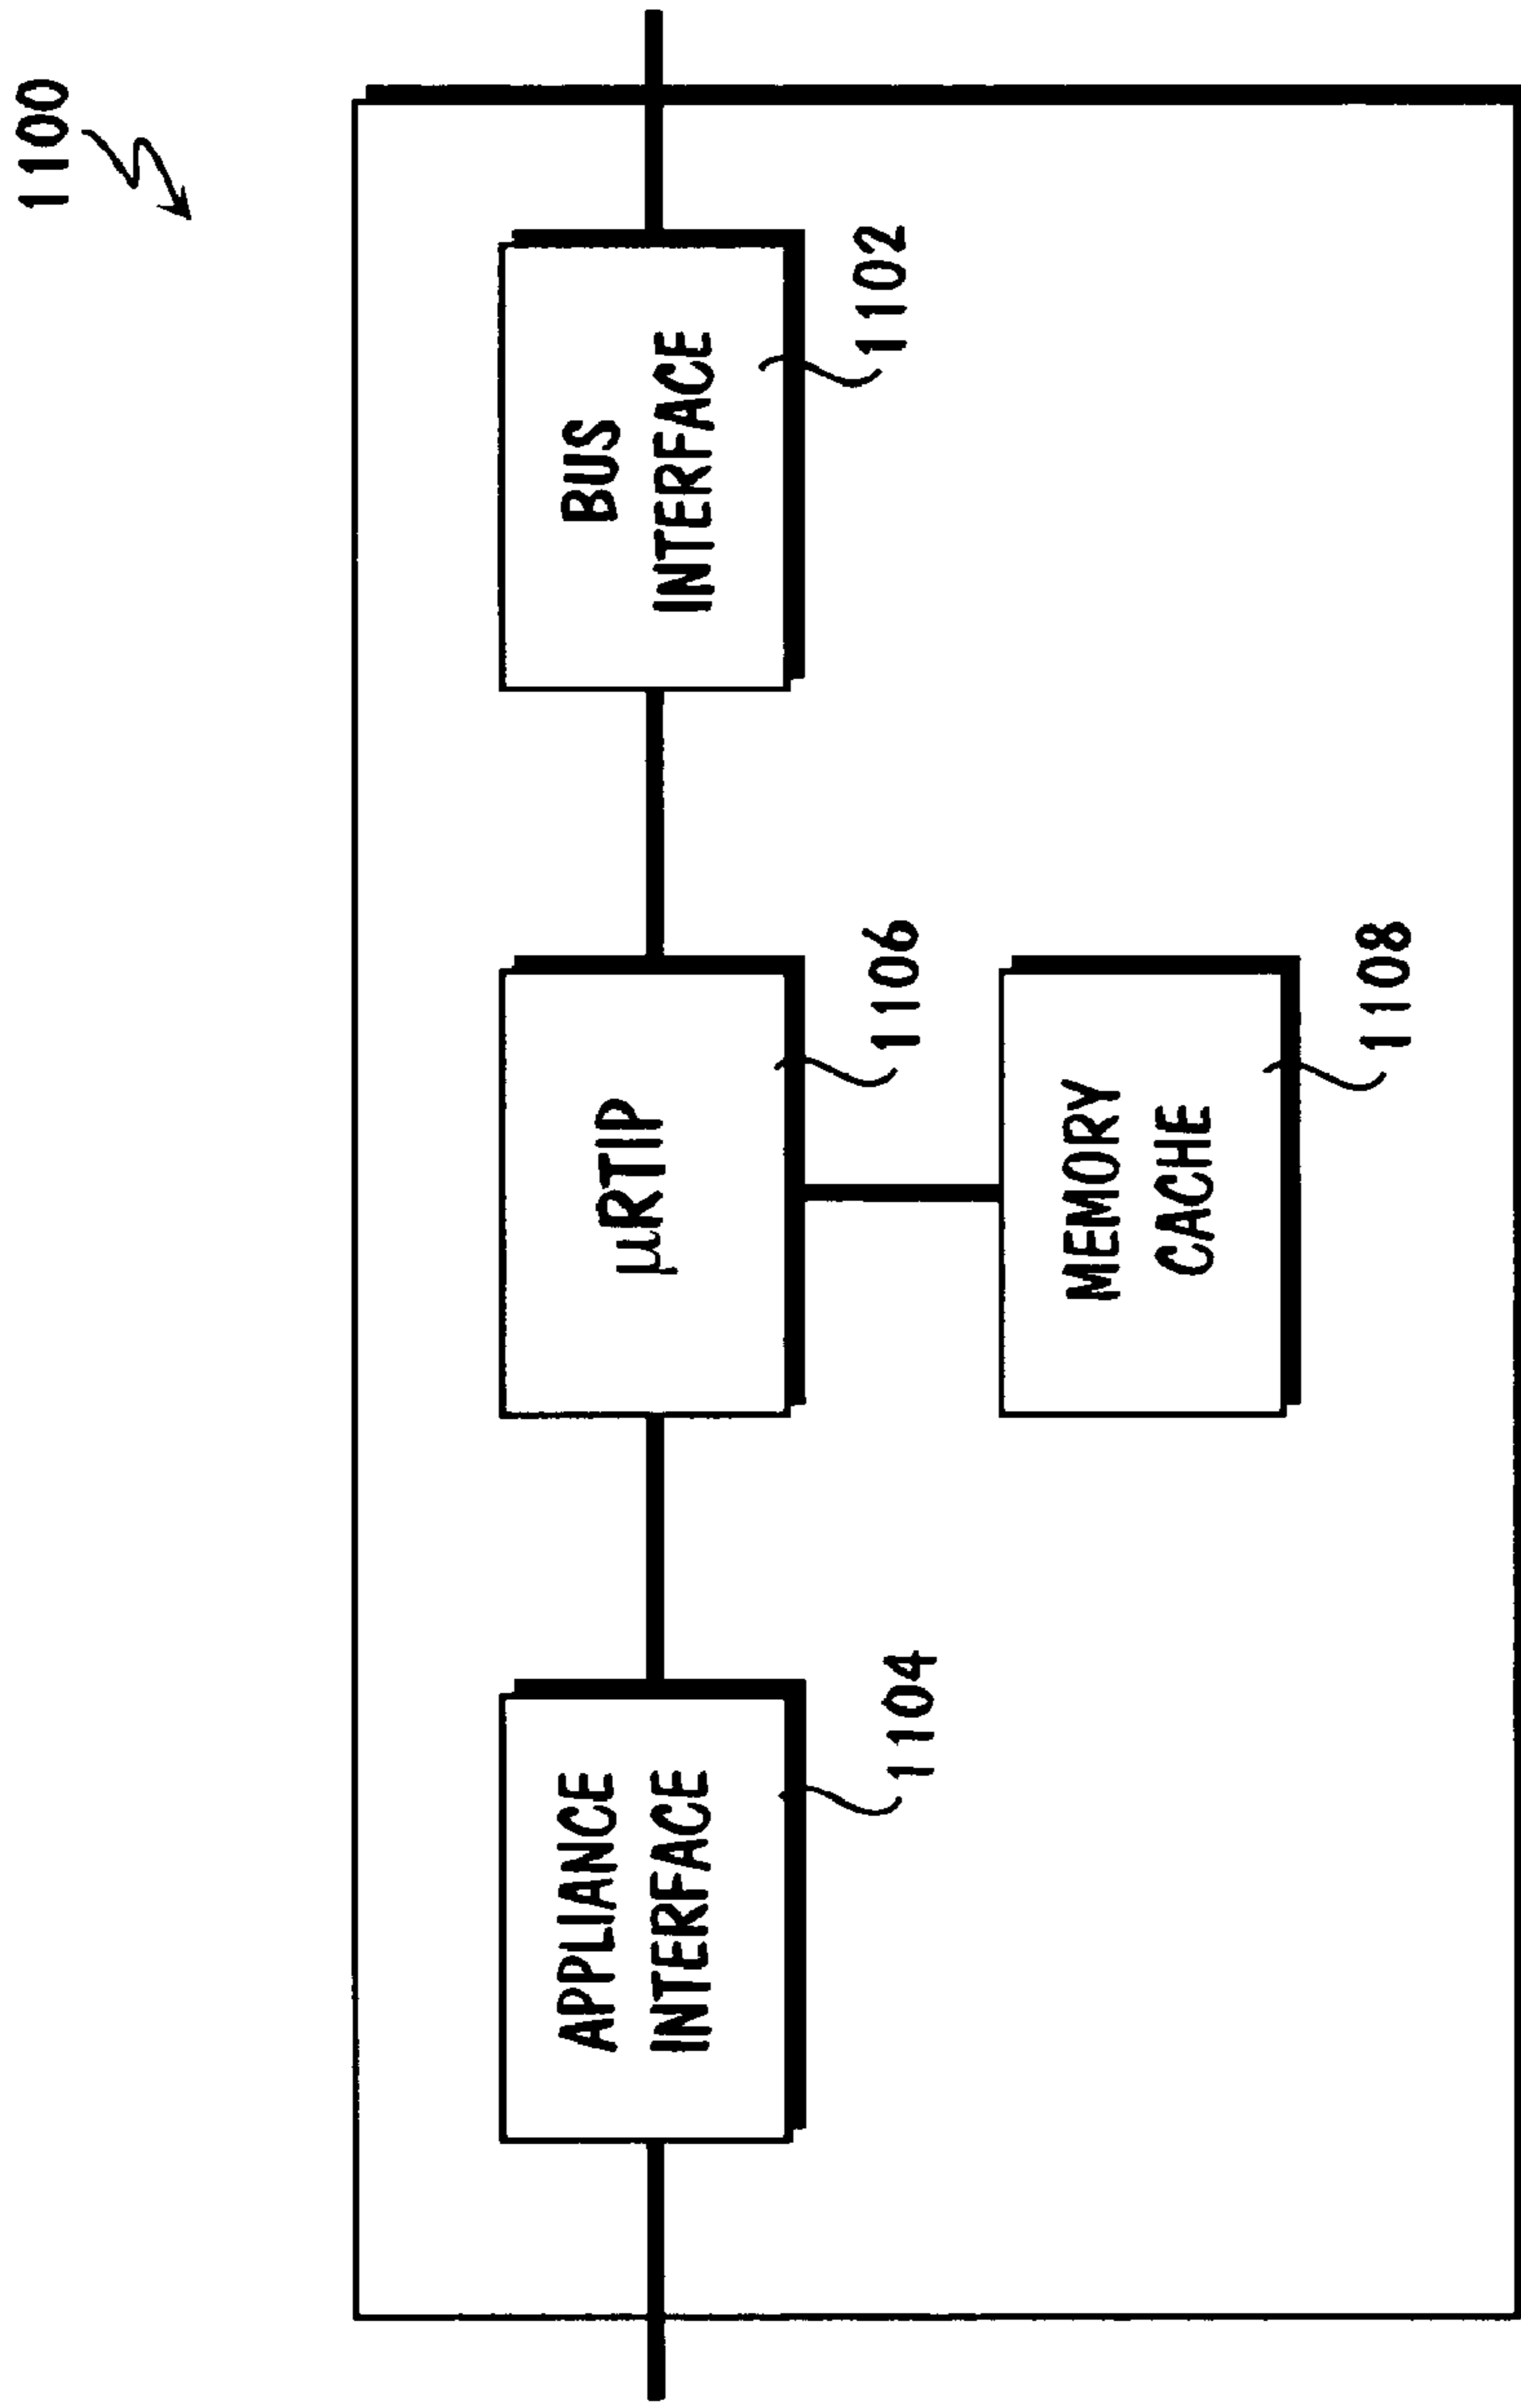 1100
APPLIANCE
INTERFACE
1104
μRTIP
1106
BUS
INTERFACE
1102
MEMORY
CACHE
1108